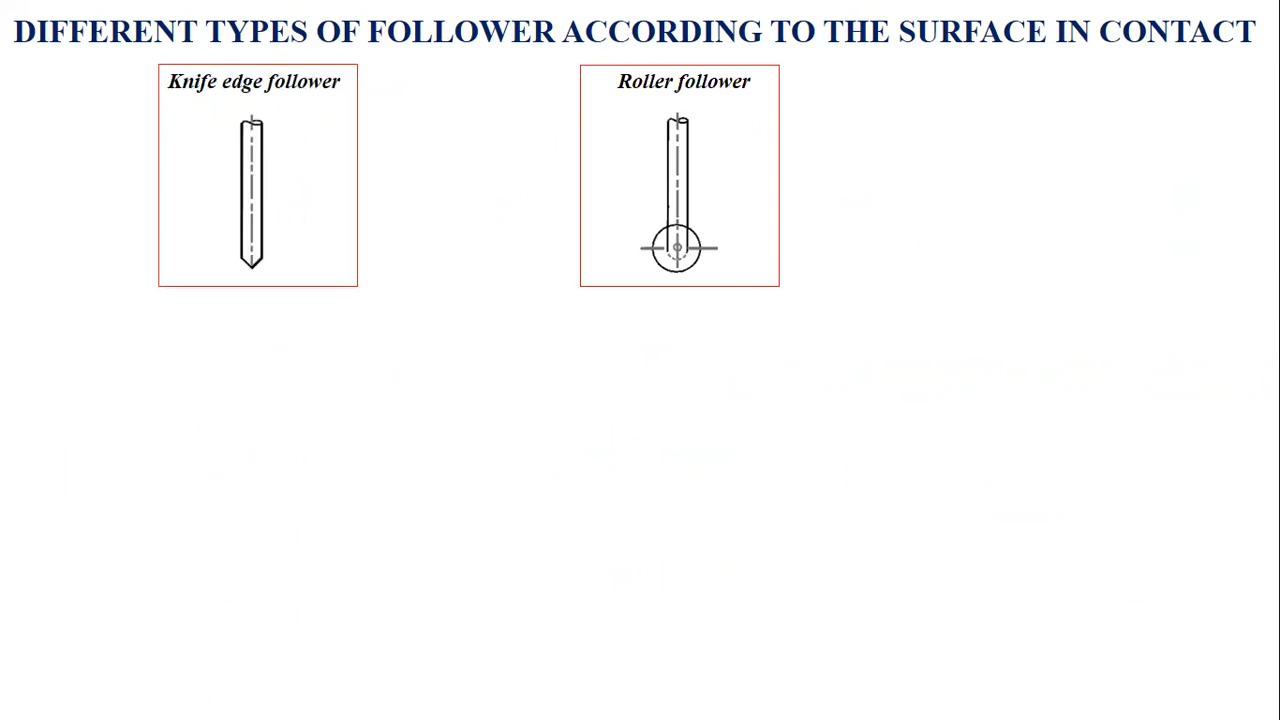 DIFFERENT TYPES OF FOLLOWER ACCORDING TO THE SURFACE IN CONTACT
Knife edge follower
Roller follower